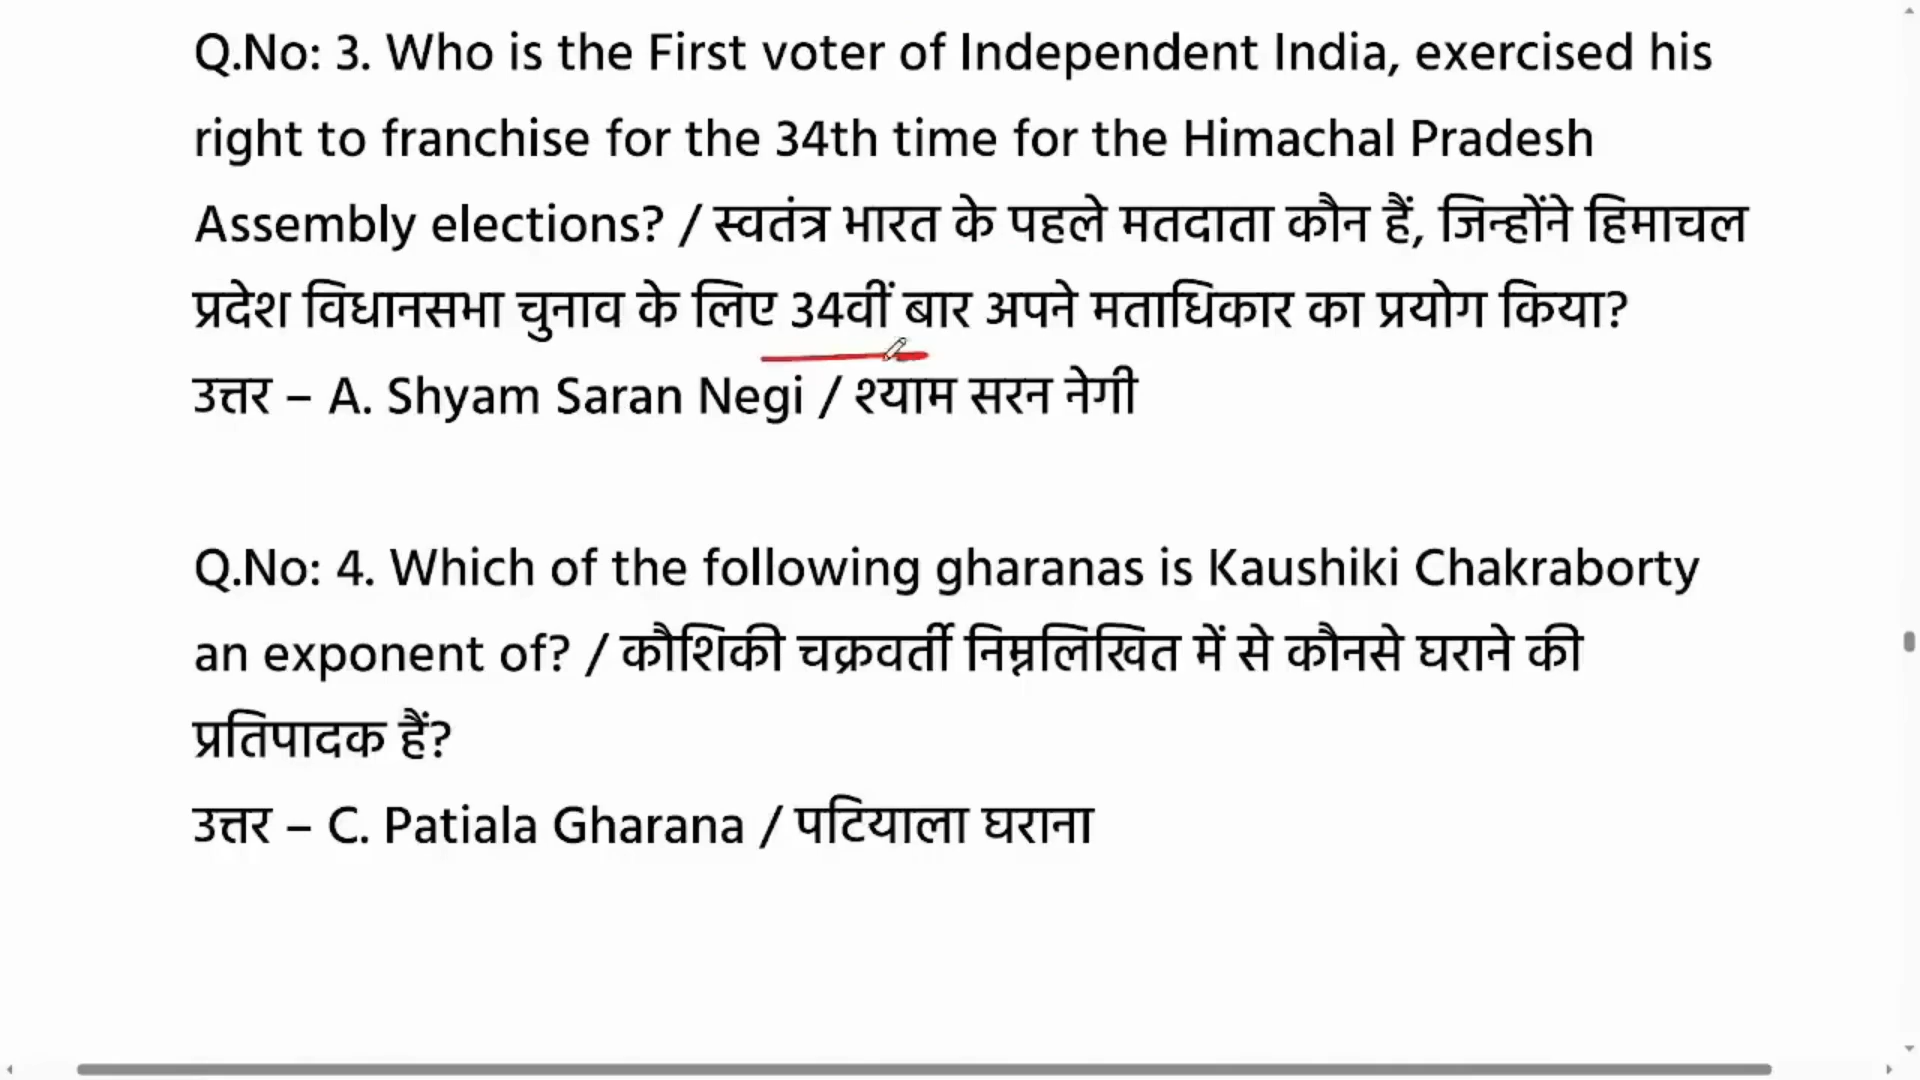 Q.No: 3. Who is the First voter of Independent India, exercised his
right to franchise for the 34th time for the Himachal Pradesh
Assembly elections? / स्वतंत्र भारत के पहले मतदाता कौन हैं, जिन्होंने हिमाचल
प्रदेश विधानसभा चुनाव के लिए 34वीं बार अपने मताधिकार का प्रयोग किया?
उत्तर – A. Shyam Saran Negi / श्याम सरन नेगी
Q.No: 4. Which of the following gharanas is Kaushiki Chakraborty
an exponent of? / कौशिकी चक्रवर्ती निम्नलिखित में से कौनसे घराने की
प्रतिपादक हैं?
उत्तर – C. Patiala Gharana / पटियाला घराना